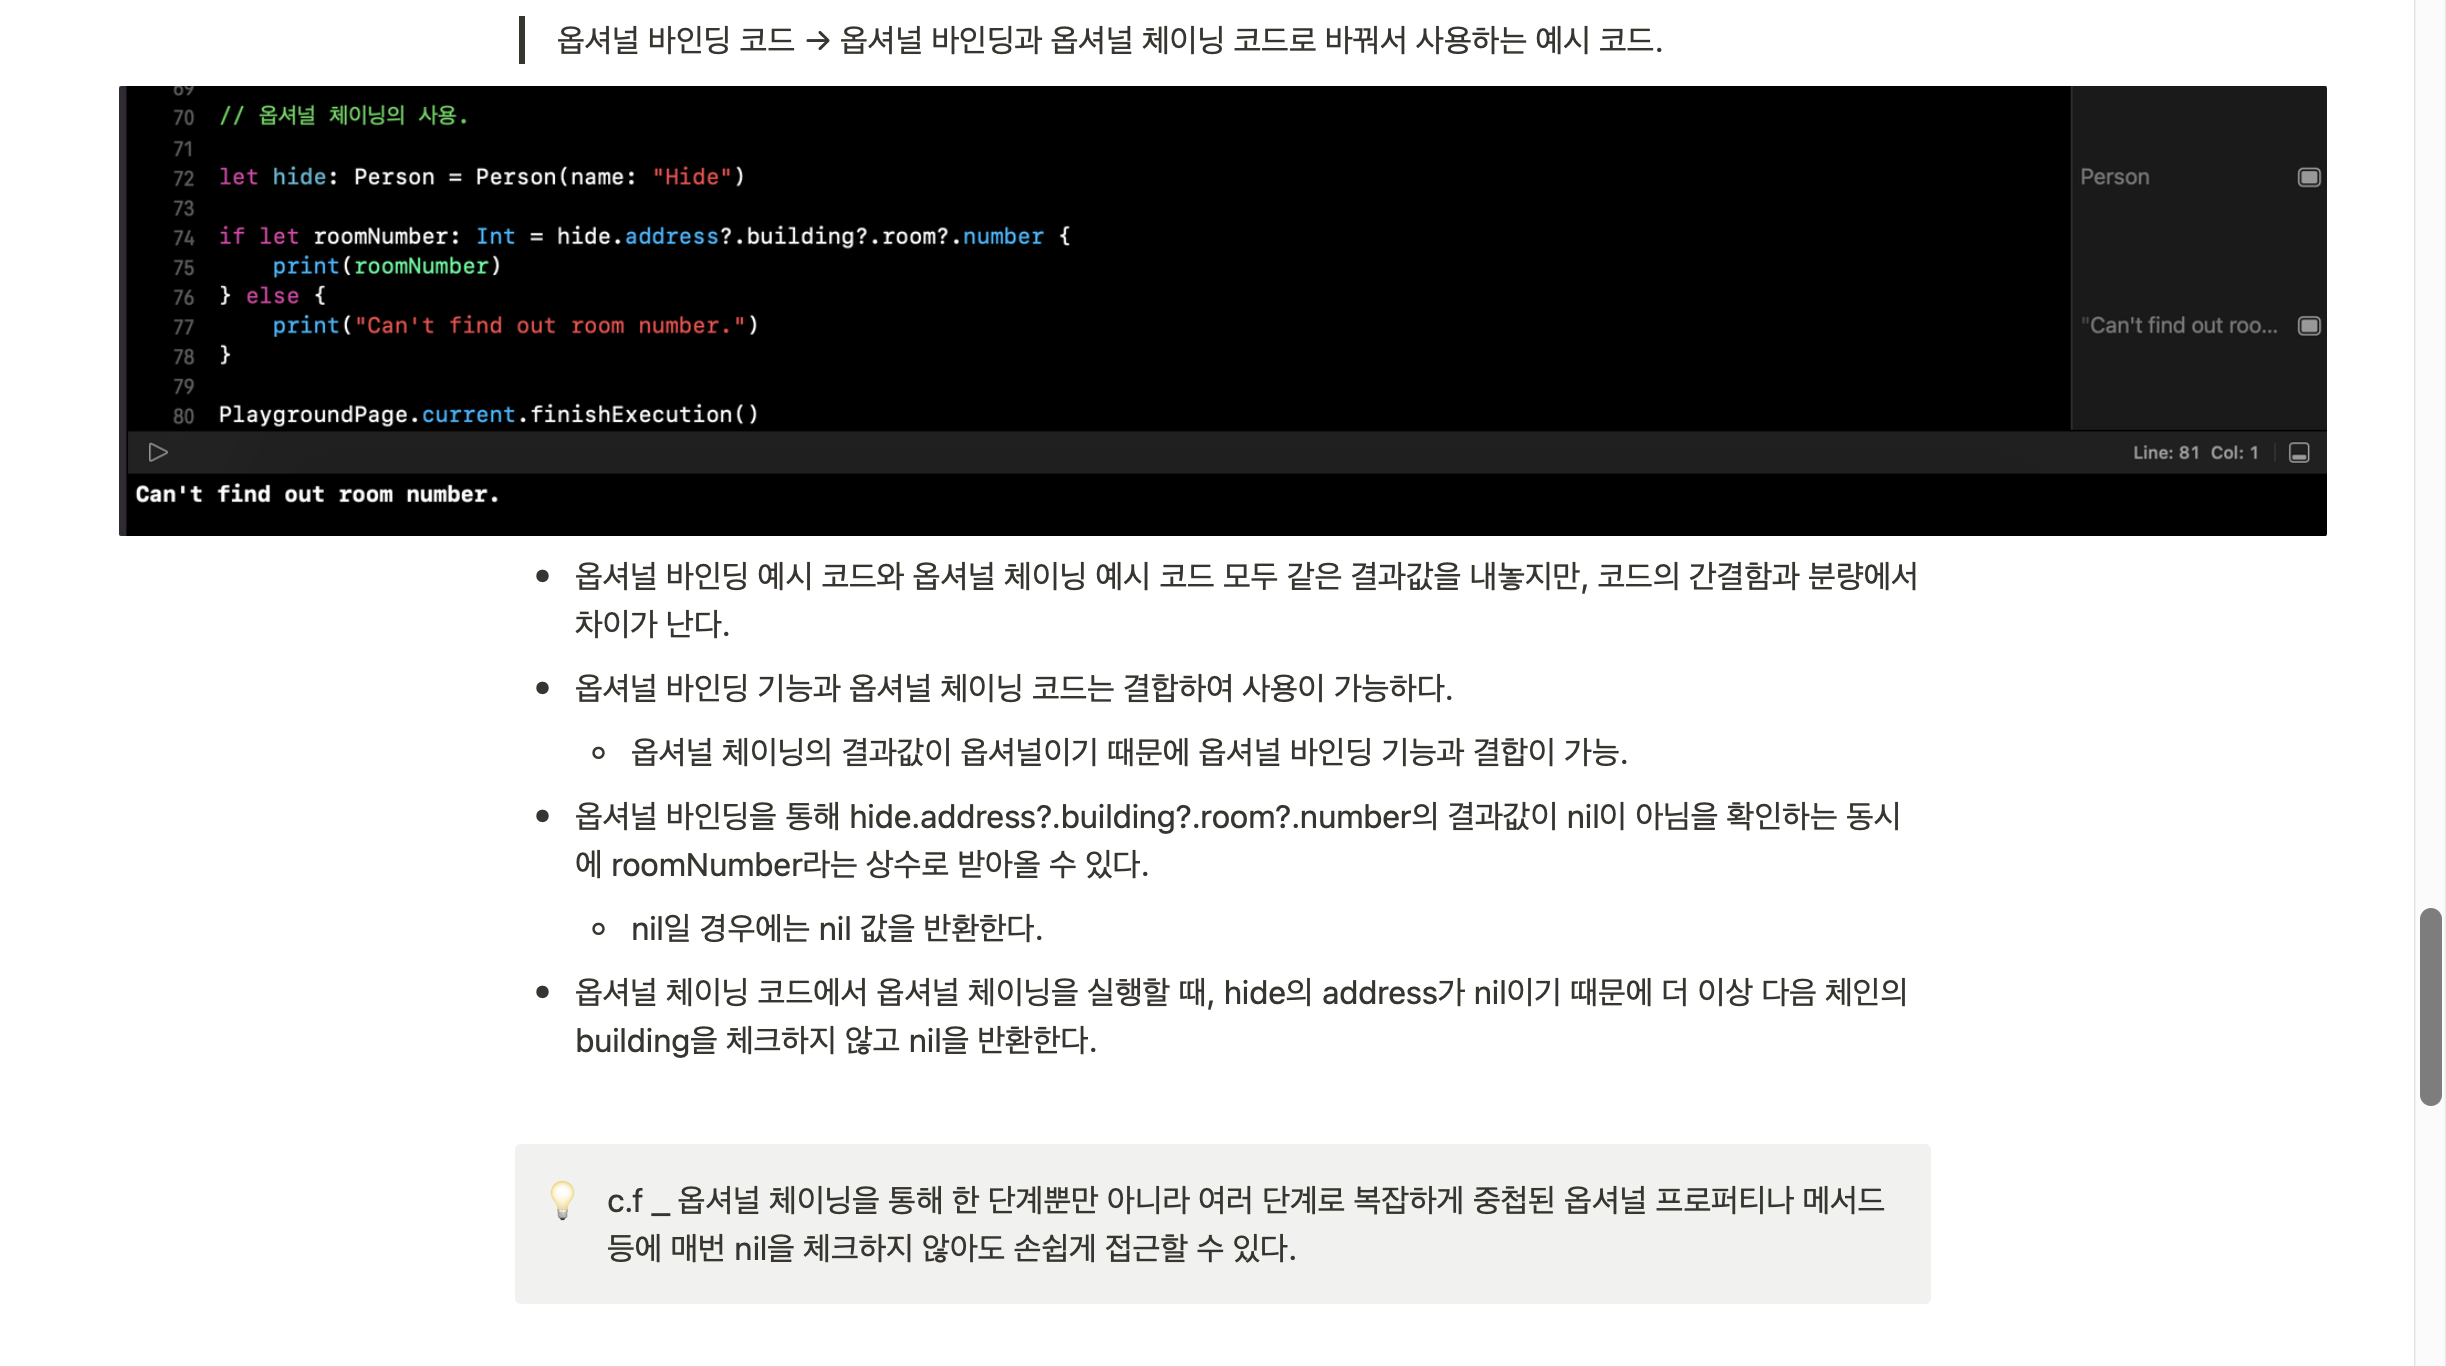 옵셔널 바인딩 코드 → 옵셔널 바인딩과 옵셔널 체이닝 코드로 바꿔서 사용하는 예시 코드.
69
70 // 옵셔널 체이닝의 사용.
71
72 let hide: Person = Person(name: "Hide")
Person
73
74 if let roomNumber: Int = hide.address?.building?.room?.number {
75     print(roomNumber)
76 } else {
77     print("Can't find out room number.")
"Can't find out roo...
78 }
79
80 PlaygroundPage.current.finishExecution()
Line: 81 Col: 1
Can't find out room number.
• 옵셔널 바인딩 예시 코드와 옵셔널 체이닝 예시 코드 모두 같은 결과값을 내놓지만, 코드의 간결함과 분량에서
차이가 난다.
• 옵셔널 바인딩 기능과 옵셔널 체이닝 코드는 결합하여 사용이 가능하다.
◦ 옵셔널 체이닝의 결과값이 옵셔널이기 때문에 옵셔널 바인딩 기능과 결합이 가능.
• 옵셔널 바인딩을 통해 hide.address?.building?.room?.number의 결과값이 nil이 아님을 확인하는 동시
에 roomNumber라는 상수로 받아올 수 있다.
◦ nil일 경우에는 nil 값을 반환한다.
• 옵셔널 체이닝 코드에서 옵셔널 체이닝을 실행할 때, hide의 address가 nil이기 때문에 더 이상 다음 체인의
building을 체크하지 않고 nil을 반환한다.
c.f _ 옵셔널 체이닝을 통해 한 단계뿐만 아니라 여러 단계로 복잡하게 중첩된 옵셔널 프로퍼티나 메서드
등에 매번 nil을 체크하지 않아도 손쉽게 접근할 수 있다.